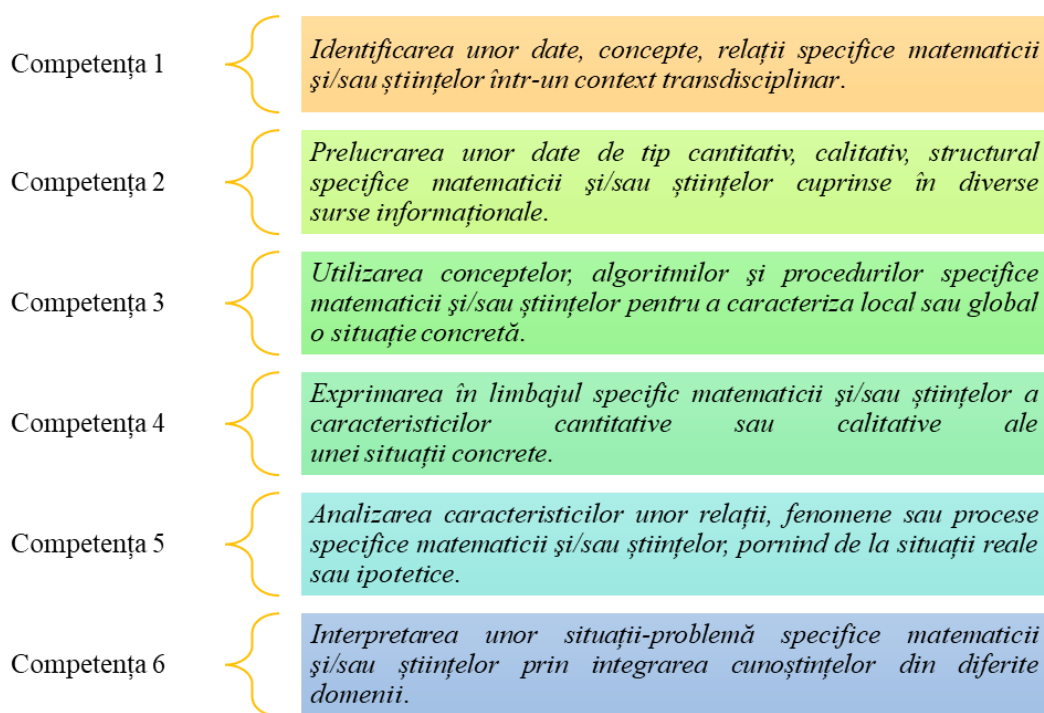 Competența 1
Identificarea unor date, concepte, relații specifice matematicii
şi/sau științelor într-un context transdisciplinar.
Competența 2
Prelucrarea unor date de tip cantitativ, calitativ, structural
specifice matematicii şi/sau științelor cuprinse în diverse
surse informaționale.
Competența 3
Utilizarea conceptelor, algoritmilor şi procedurilor specifice
matematicii şi/sau științelor pentru a caracteriza local sau global
o situație concretă.
Competența 4
Exprimarea în limbajul specific matematicii şi/sau științelor a
caracteristicilor cantitative sau calitative ale
unei situații concrete.
Competența 5
Analizarea caracteristicilor unor relații, fenomene sau procese
specifice matematicii şi/sau științelor, pornind de la situații reale
sau ipotetice.
Competența 6
Interpretarea unor situații-problemă specifice matematicii
şi/sau științelor prin integrarea cunoștințelor din diferite
domenii.